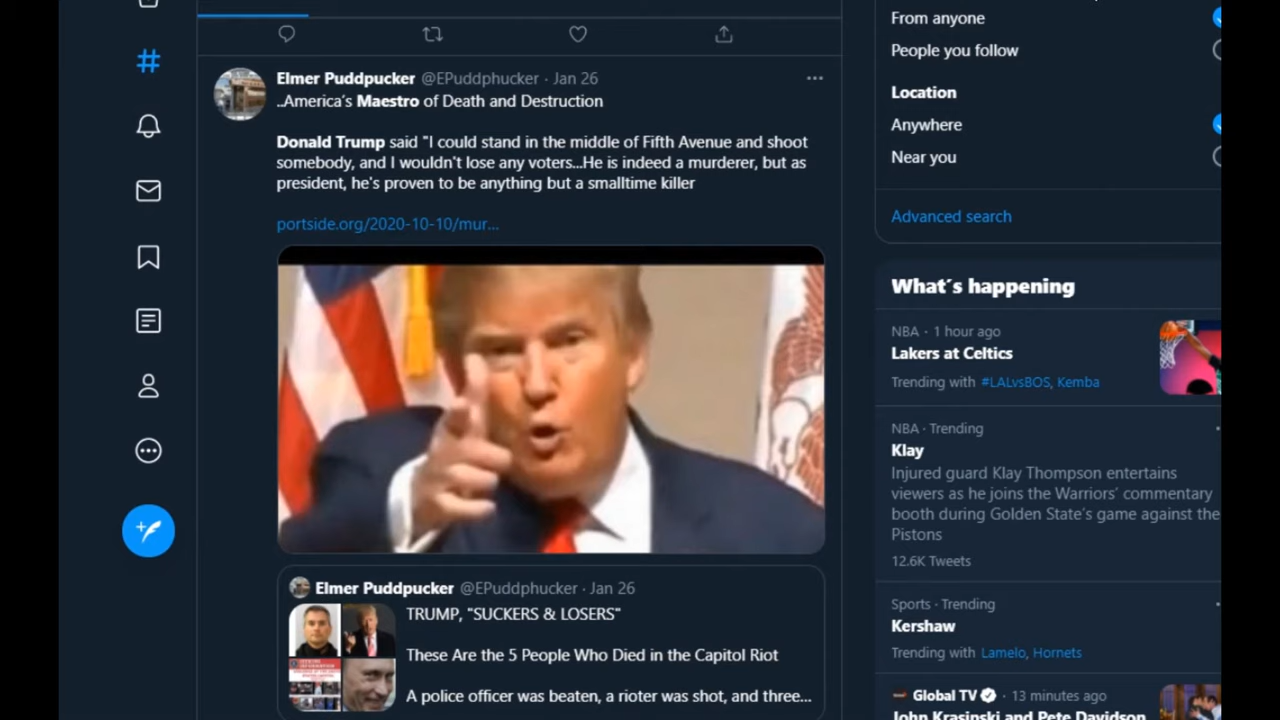 Elmer Puddpucker @EPuddphucker · Jan 26
..America's Maestro of Death and Destruction
Donald Trump said "I could stand in the middle of Fifth Avenue and shoot
somebody, and I wouldn't lose any voters...He is indeed a murderer, but as
president, he's proven to be anything but a smalltime killer
portside.org/2020-10-10/mur...
Elmer Puddpucker @EPuddphucker · Jan 26
TRUMP, "SUCKERS & LOSERS"
These Are the 5 People Who Died in the Capitol Riot
A police officer was beaten, a rioter was shot, and three...
From anyone
People you follow
Location
Anywhere
Near you
Advanced search
What's happening
NBA · 1 hour ago
Lakers at Celtics
Trending with #LALvsBOS, Kemba
NBA · Trending
Klay
Injured guard Klay Thompson entertains
viewers as he joins the Warriors' commentary
booth during Golden State's game against the
Pistons
12.6K Tweets
Sports · Trending
Kershaw
Trending with Lamelo, Hornets
Global TV · 13 minutes ago
John Krasinski and Pete Davidson